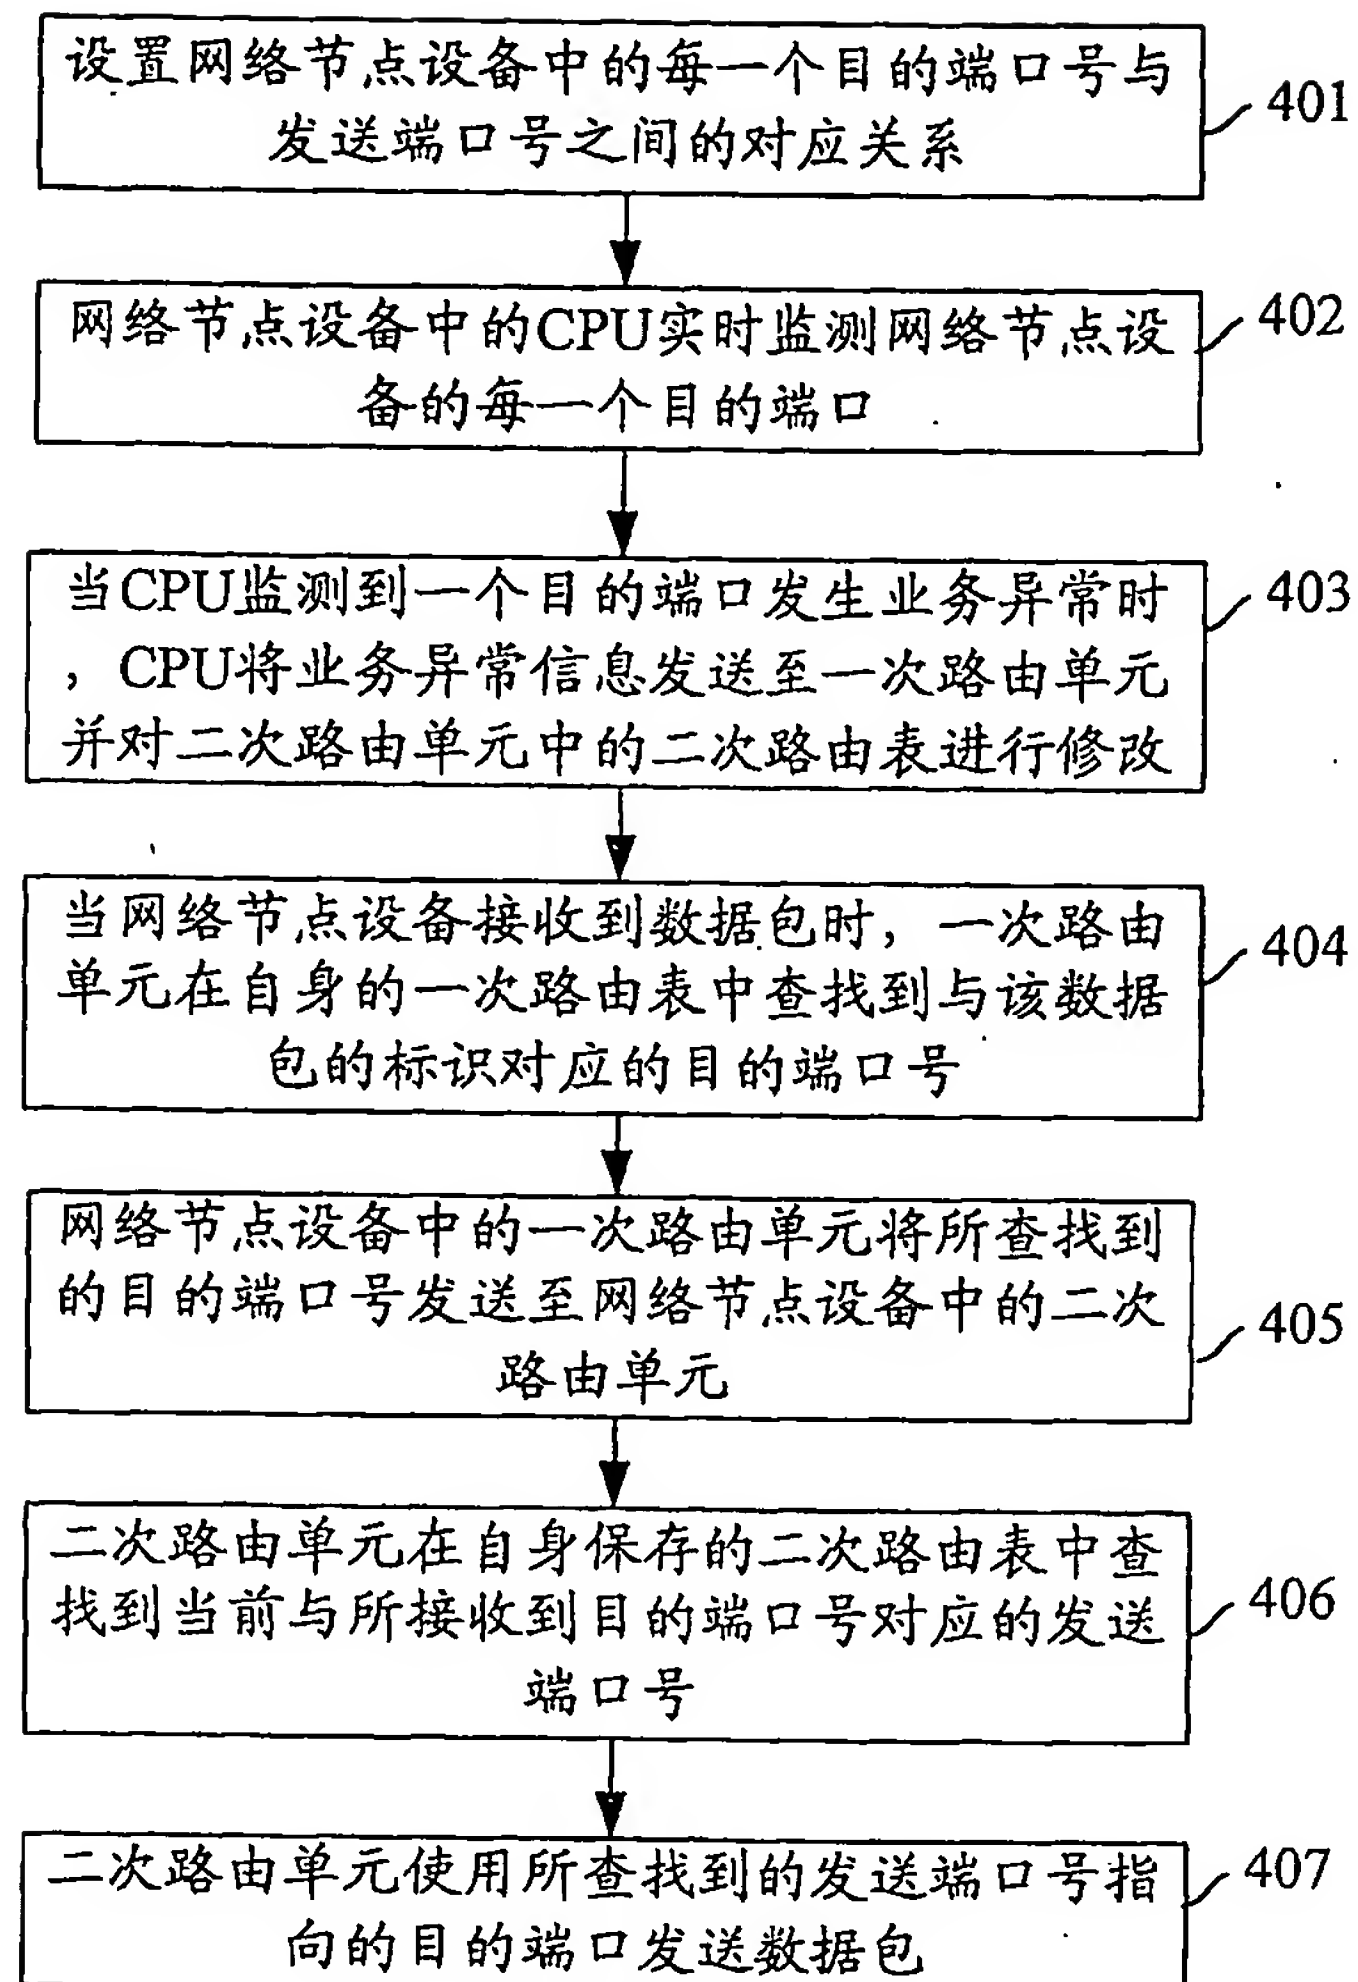 设置网络节点设备中的每一个目的端口号与
发送端口号之间的对应关系
401
网络节点设备中的CPU实时监测网络节点设
备的每一个目的端口
402
当CPU监测到一个目的端口发生业务异常时
，CPU将业务异常信息发送至一次路由单元
并对二次路由单元中的二次路由表进行修改
403
当网络节点设备接收到数据包时，一次路由
单元在自身的一次路由表中查找到与该数据
包的标识对应的目的端口号
404
网络节点设备中的一次路由单元将所查找到
的目的端口号发送至网络节点设备中的二次
路由单元
405
二次路由单元在自身保存的二次路由表中查
找到当前与所接收到目的端口号对应的发送
端口号
406
二次路由单元使用所查找到的发送端口号指
向的目的端口发送数据包
407